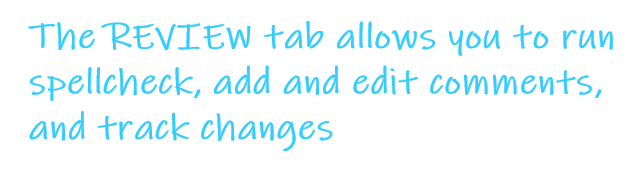 The REVIEW tab allows you to run
spellcheck, add and edit comments,
and track changes